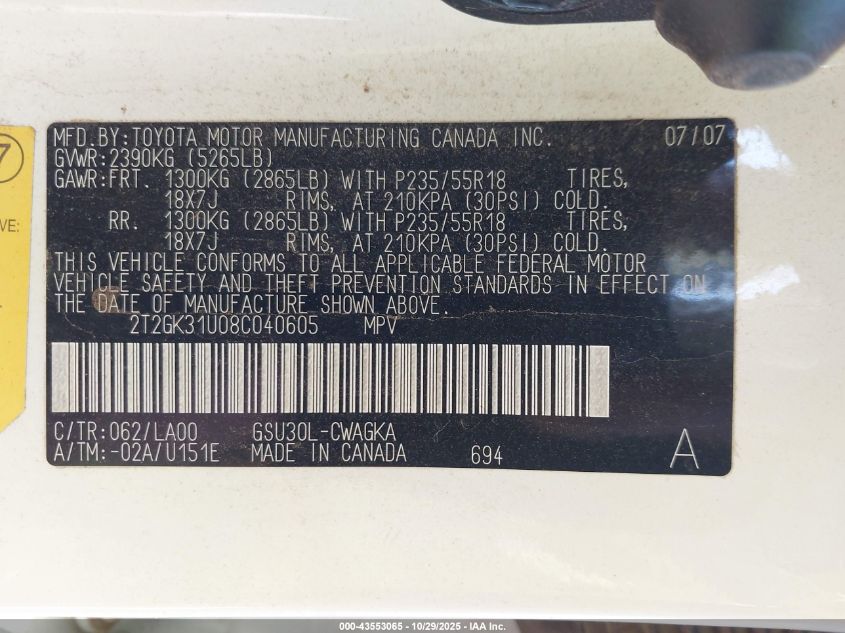 MFD.BY:TOYOTA MOTOR MANUFACTURING CANADA INC. 07/07
GVWR:2390KG (5265LB)
GAWR:FRT. 1300KG (2865LB) WITH P235/55R18 TIRES,
18X7J RIMS, AT 210KPA (30PSI) COLD.
RR. 1300KG (2865LB) WITH P235/55R18 TIRES,
18X7J RIMS, AT 210KPA (30PSI) COLD.
THIS VEHICLE CONFORMS TO ALL APPLICABLE FEDERAL MOTOR
VEHICLE SAFETY AND THEFT PREVENTION STANDARDS IN EFFECT ON
THE DATE OF MANUFACTURE SHOWN ABOVE.
2T2GK31U08C040605 MPV
C/TR:062/LA00 GSU30L-CWAGKA
A/TM:-02A/U151E MADE IN CANADA 694 A
7
VE:
000-43553065 - 10/29/2025 - IAA Inc.